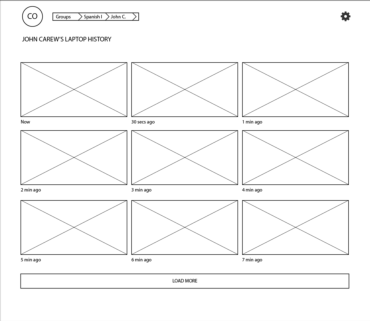 CO
Groups Spanish I John C.
JOHN CAREW'S LAPTOP HISTORY
Now 30 secs ago 1 min ago
2 min ago 3 min ago 4 min ago
5 min ago 6 min ago 7 min ago
LOAD MORE